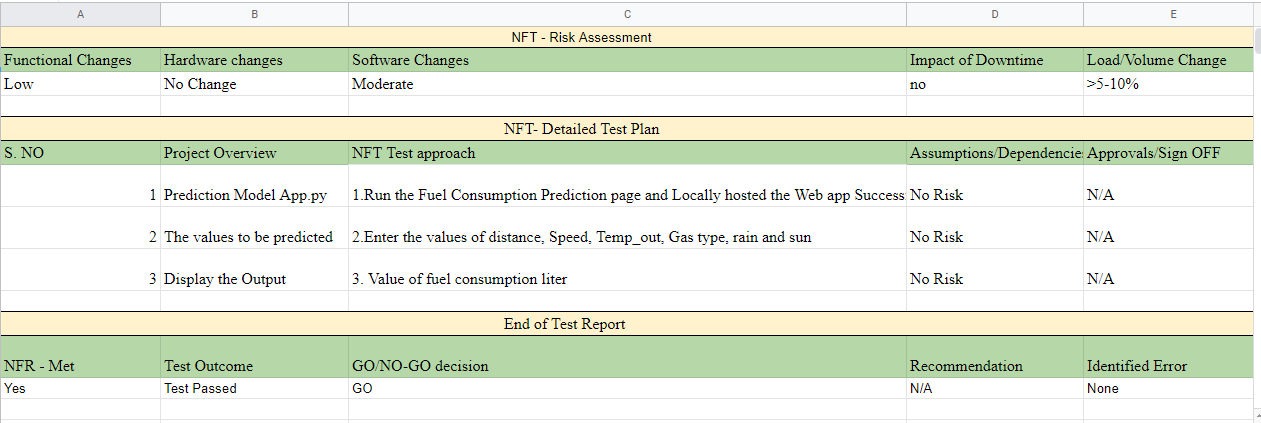 A B C D E
NFT - Risk Assessment
Functional Changes Hardware changes Software Changes Impact of Downtime Load/Volume Change
Low No Change Moderate no >5-10%
NFT- Detailed Test Plan
S. NO Project Overview NFT Test approach Assumptions/Dependencie Approvals/Sign OFF
1 Prediction Model App.py 1.Run the Fuel Consumption Prediction page and Locally hosted the Web app Success No Risk N/A
2 The values to be predicted 2.Enter the values of distance, Speed, Temp_out, Gas type, rain and sun No Risk N/A
3 Display the Output 3. Value of fuel consumption liter No Risk N/A
End of Test Report
NFR - Met Test Outcome GO/NO-GO decision Recommendation Identified Error
Yes Test Passed GO N/A None